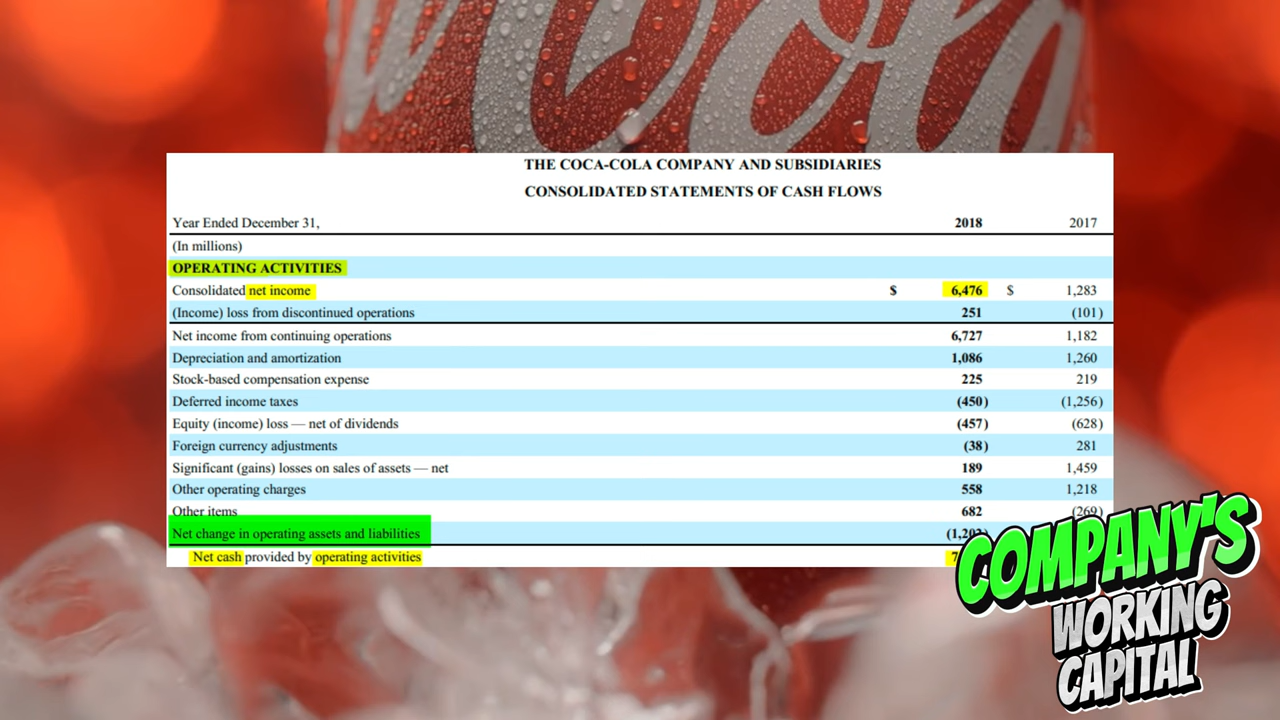 THE COCA-COLA COMPANY AND SUBSIDIARIES
CONSOLIDATED STATEMENTS OF CASH FLOWS
Year Ended December 31, 2018 2017
(In millions)
OPERATING ACTIVITIES
Consolidated net income $ 6,476 $ 1,283
(Income) loss from discontinued operations 251 (101)
Net income from continuing operations 6,727 1,182
Depreciation and amortization 1,086 1,260
Stock-based compensation expense 225 219
Deferred income taxes (450) (1,256)
Equity (income) loss — net of dividends (457) (628)
Foreign currency adjustments (38) 281
Significant (gains) losses on sales of assets — net 189 1,459
Other operating charges 558 1,218
Other items 682 (269)
Net change in operating assets and liabilities
Net cash provided by operating activities
COMPANY'S
WORKING
CAPITAL